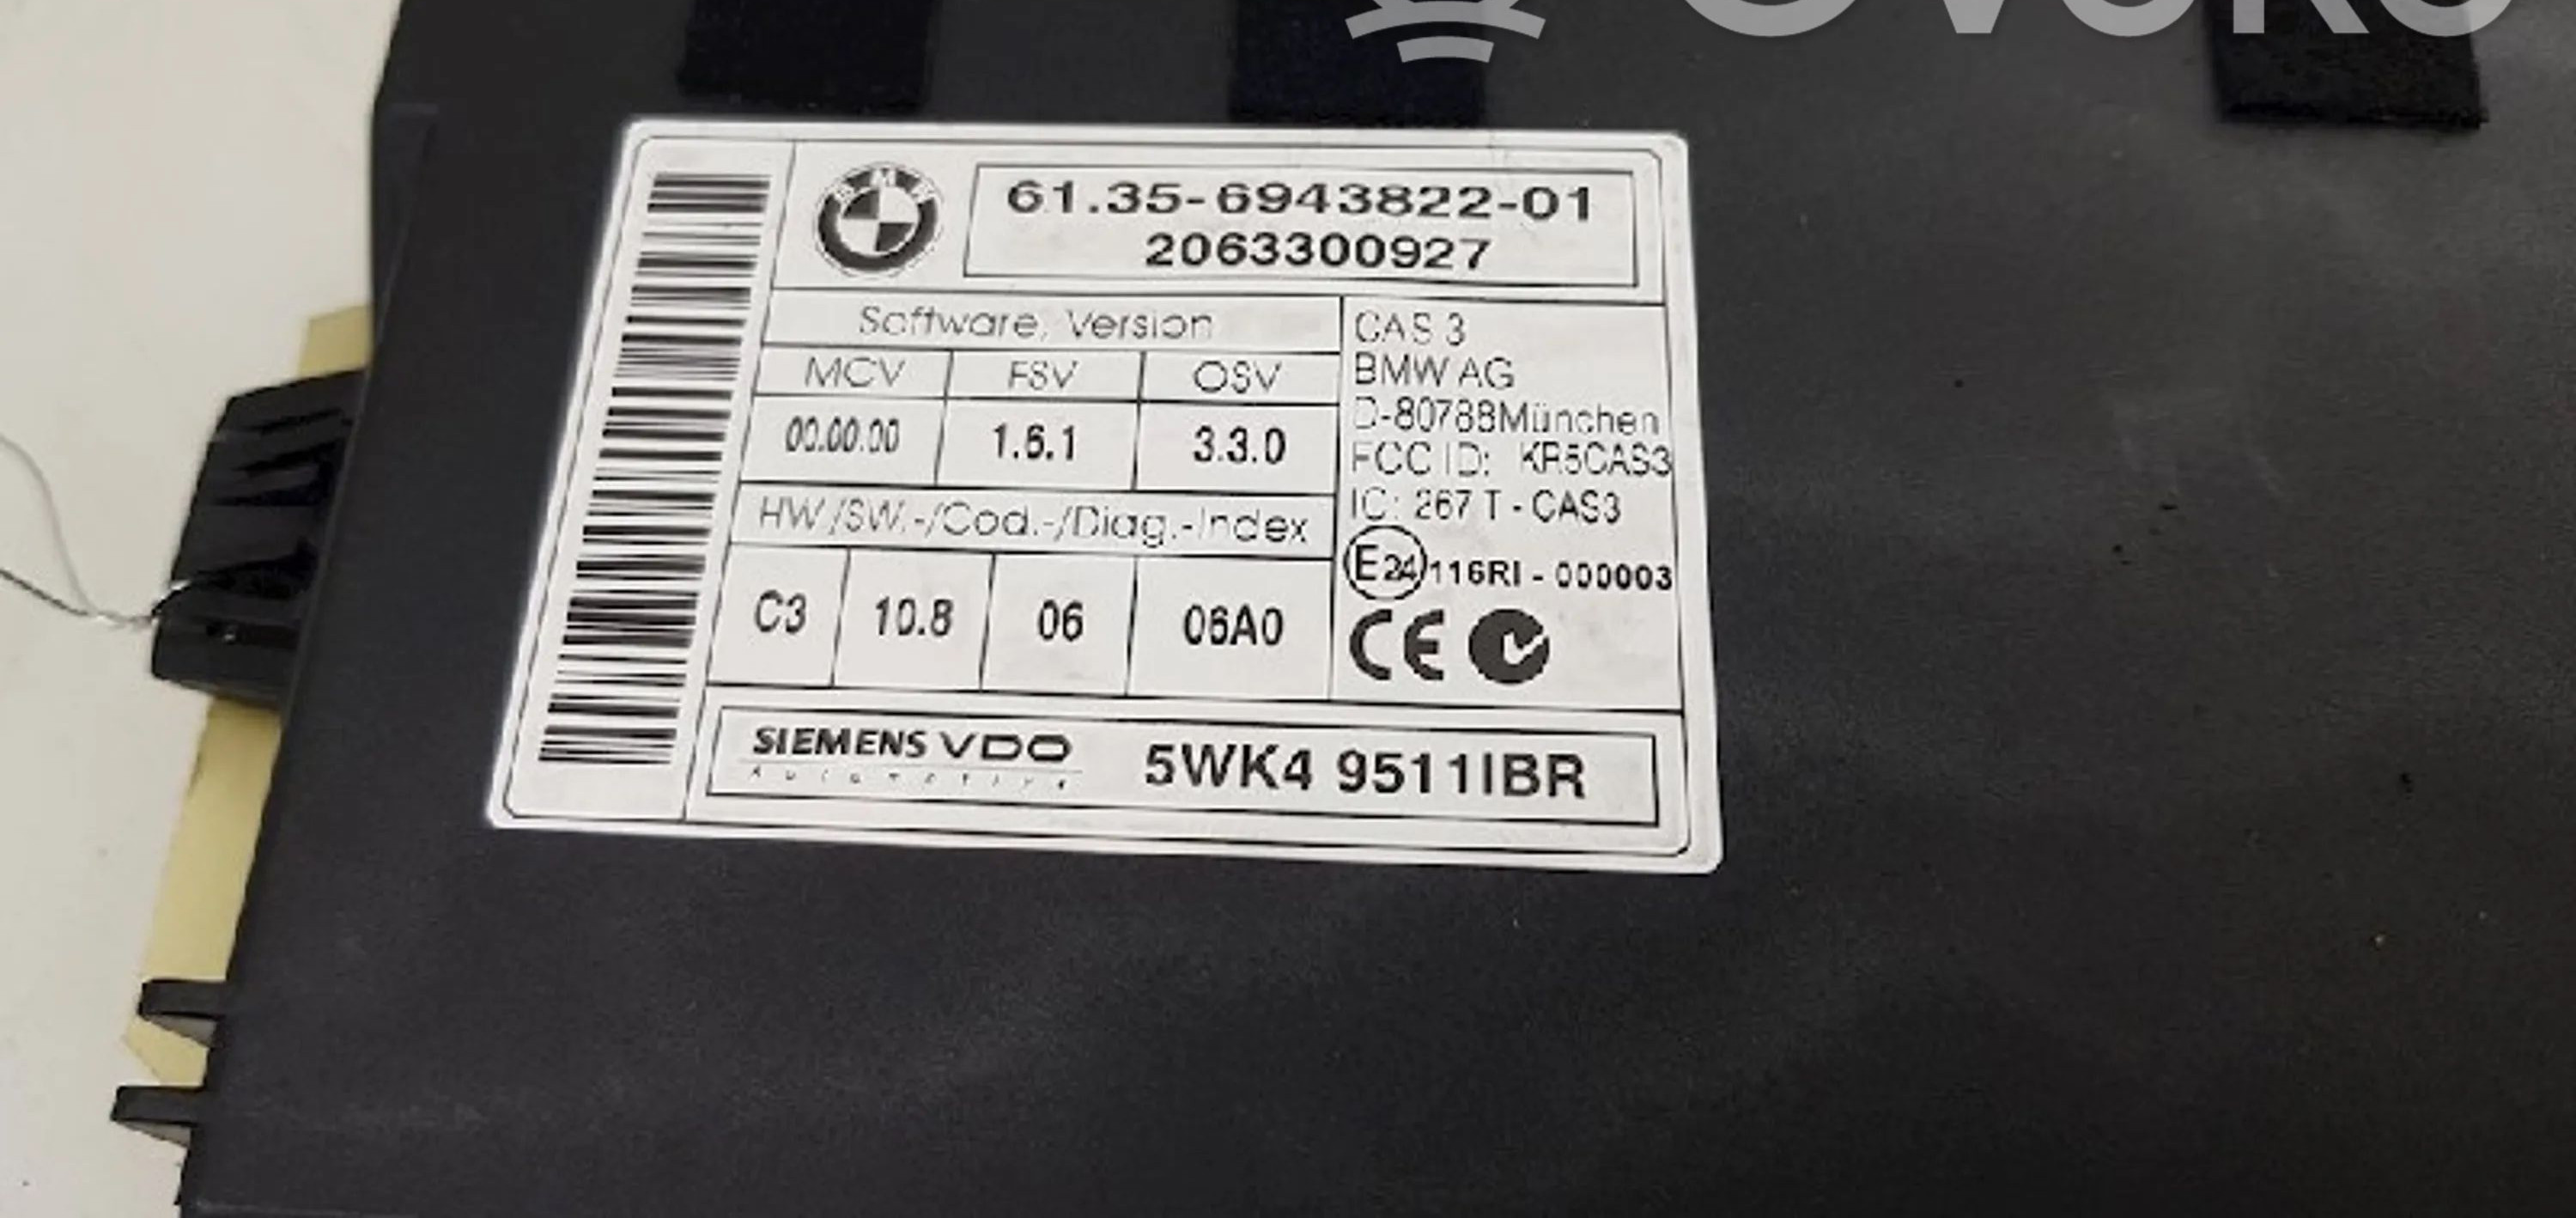 BMW
61.35-6943822-01
2063300927
Software, Version
MCV FSV OSV
00.00.00 1.6.1 3.3.0
HW./SW.-/Cod.-/Diag.-Index
C3 10.8 06 06A0
CAS 3
BMW AG
D-80788München
FCC ID: KR5CAS3
IC: 267 T - CAS3
E24 116RI - 000003
CE
SIEMENS VDO
Automotive
5WK4 9511IBR